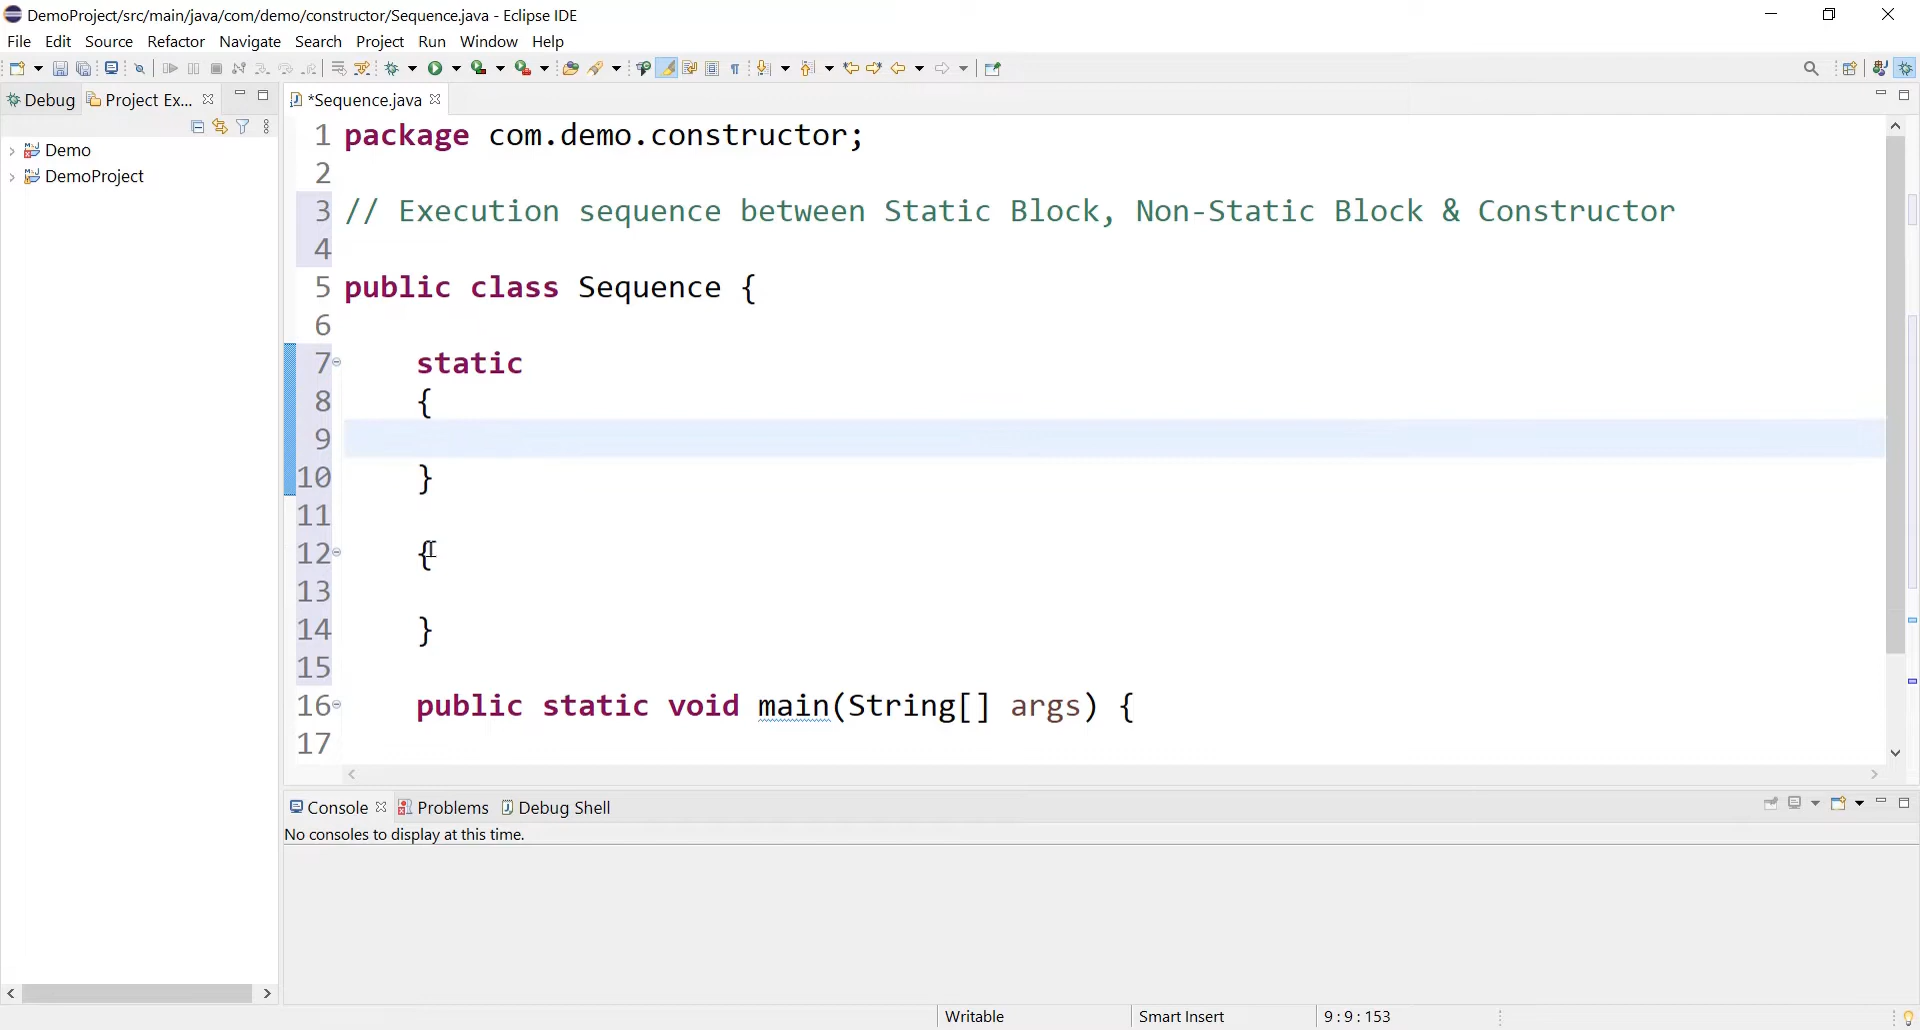 DemoProject/src/main/java/com/demo/constructor/Sequence.java - Eclipse IDE
File Edit Source Refactor Navigate Search Project Run Window Help
Debug Project Ex... *Sequence.java
Demo
DemoProject
1 package com.demo.constructor;
2
3 // Execution sequence between Static Block, Non-Static Block & Constructor
4
5 public class Sequence {
6
7 static
8 {
9
10 }
11
12 {
13
14 }
15
16 public static void main(String[] args) {
17
Console Problems Debug Shell
No consoles to display at this time.
Writable Smart Insert 9 : 9 : 153